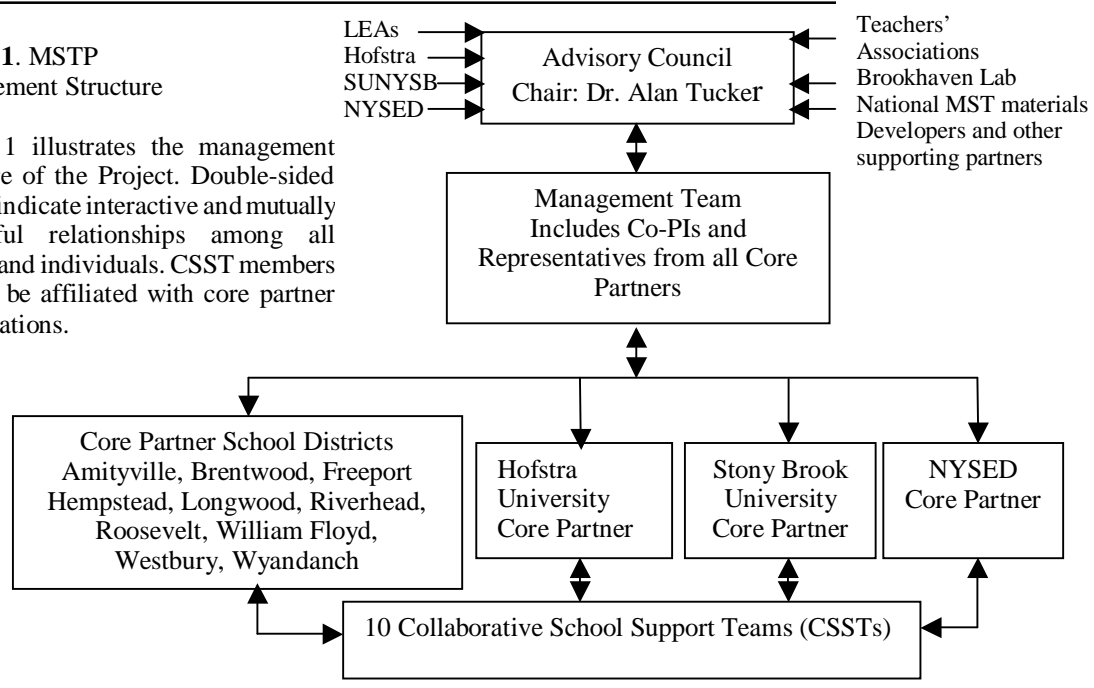 1. MSTP
ement Structure
1 illustrates the management
e of the Project. Double-sided
indicate interactive and mutually
ful relationships among all
and individuals. CSST members
be affiliated with core partner
ations.
LEAs
Hofstra
SUNYSB
NYSED
Advisory Council
Chair: Dr. Alan Tucker
Teachers’
Associations
Brookhaven Lab
National MST materials
Developers and other
supporting partners
Management Team
Includes Co-PIs and
Representatives from all Core
Partners
Core Partner School Districts
Amityville, Brentwood, Freeport
Hempstead, Longwood, Riverhead,
Roosevelt, William Floyd,
Westbury, Wyandanch
Hofstra
University
Core Partner
Stony Brook
University
Core Partner
NYSED
Core Partner
10 Collaborative School Support Teams (CSSTs)